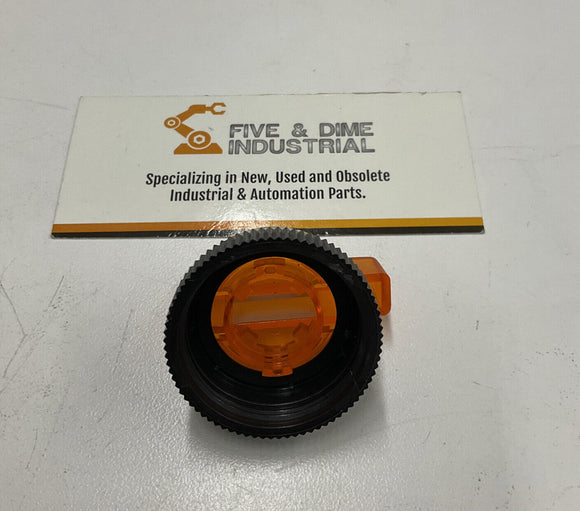 FIVE & DIME
INDUSTRIAL
Specializing in New, Used and Obsolete
Industrial & Automation Parts.